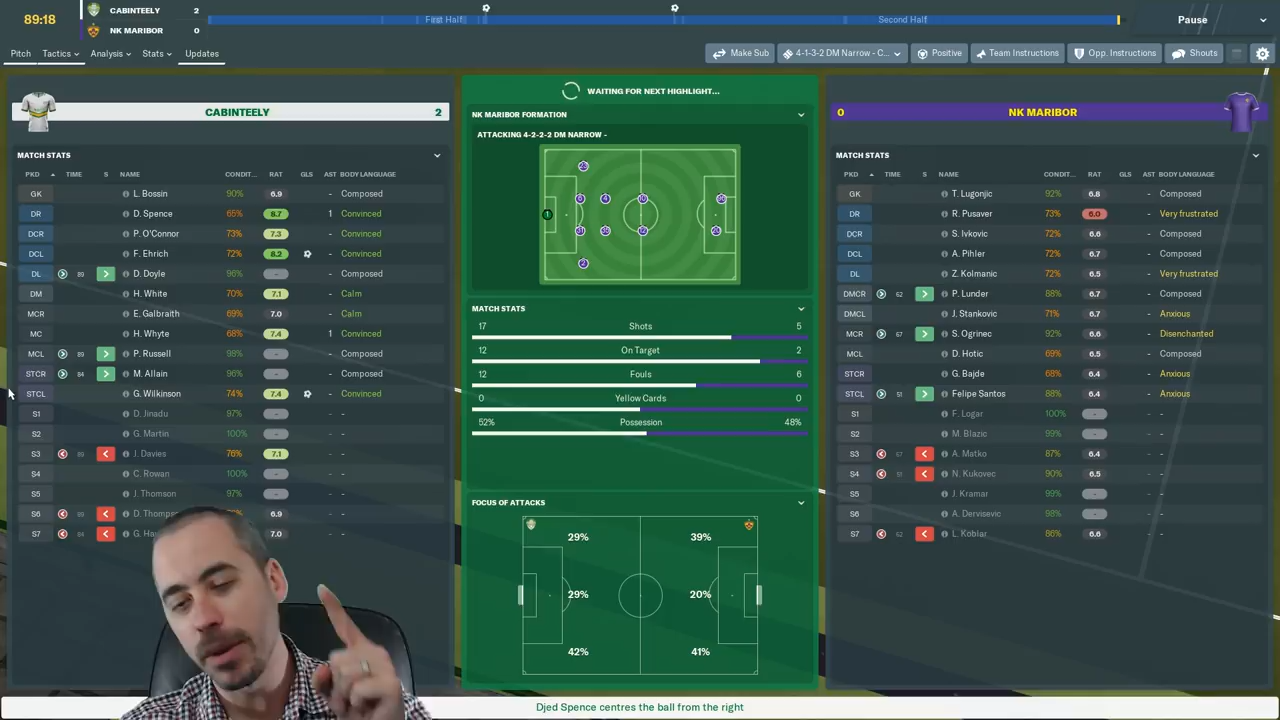 89:18
CABINTEELY 2
NK MARIBOR 0
First Half
Second Half
Pause
Pitch Tactics Analysis Stats Updates
Make Sub 4-1-3-2 DM Narrow - C... Positive Team Instructions Opp. Instructions Shouts
CABINTEELY 2
MATCH STATS
PKD TIME S NAME CONDIT... RAT GLS AST BODY LANGUAGE
GK L. Bossin 90% 6.9 - Composed
DR D. Spence 65% 8.7 1 Convinced
DCR P. O'Connor 73% 7.3 - Convinced
DCL F. Ehrich 72% 8.2 - Convinced
DL 89 D. Doyle 96% - - Composed
DM H. White 70% 7.1 - Calm
MCR E. Galbraith 69% 7.0 - Calm
MC H. Whyte 68% 7.4 1 Convinced
MCL 89 P. Russell 98% - - Composed
STCR 84 M. Allain 96% - - Composed
STCL G. Wilkinson 74% 7.4 - Convinced
S1 D. Jinadu 97% - - -
S2 G. Martin 100% - - -
S3 89 J. Davies 76% 7.1 - -
S4 C. Rowan 100% - - -
S5 J. Thomson 97% - - -
S6 89 D. Thomps 6.9 - -
S7 84 G. Ha 7.0 - -
WAITING FOR NEXT HIGHLIGHT...
NK MARIBOR FORMATION
ATTACKING 4-2-2-2 DM NARROW -
MATCH STATS
17 Shots 5
12 On Target 2
12 Fouls 6
0 Yellow Cards 0
52% Possession 48%
FOCUS OF ATTACKS
29% 39%
29% 20%
42% 41%
0 NK MARIBOR
MATCH STATS
PKD TIME S NAME CONDIT... RAT GLS AST BODY LANGUAGE
GK T. Lugonjic 92% 6.8 - Composed
DR R. Pusaver 73% 6.0 - Very frustrated
DCR S. Ivkovic 72% 6.6 - Composed
DCL A. Pihler 72% 6.7 - Composed
DL Z. Kolmanic 72% 6.5 - Very frustrated
DMCR 62 P. Lunder 88% 6.7 - Composed
DMCL J. Stankovic 71% 6.7 - Anxious
MCR 67 S. Ogrinec 92% 6.6 - Disenchanted
MCL D. Hotic 69% 6.5 - Composed
STCR G. Bajde 68% 6.4 - Anxious
STCL 51 Felipe Santos 88% 6.4 - Anxious
S1 F. Logar 100% - - -
S2 M. Blazic 99% - - -
S3 67 A. Matko 87% 6.4 - -
S4 51 N. Kukovec 90% 6.5 - -
S5 J. Kramar 99% - - -
S6 A. Dervisevic 98% - - -
S7 62 L. Koblar 86% 6.6 - -
Djed Spence centres the ball from the right